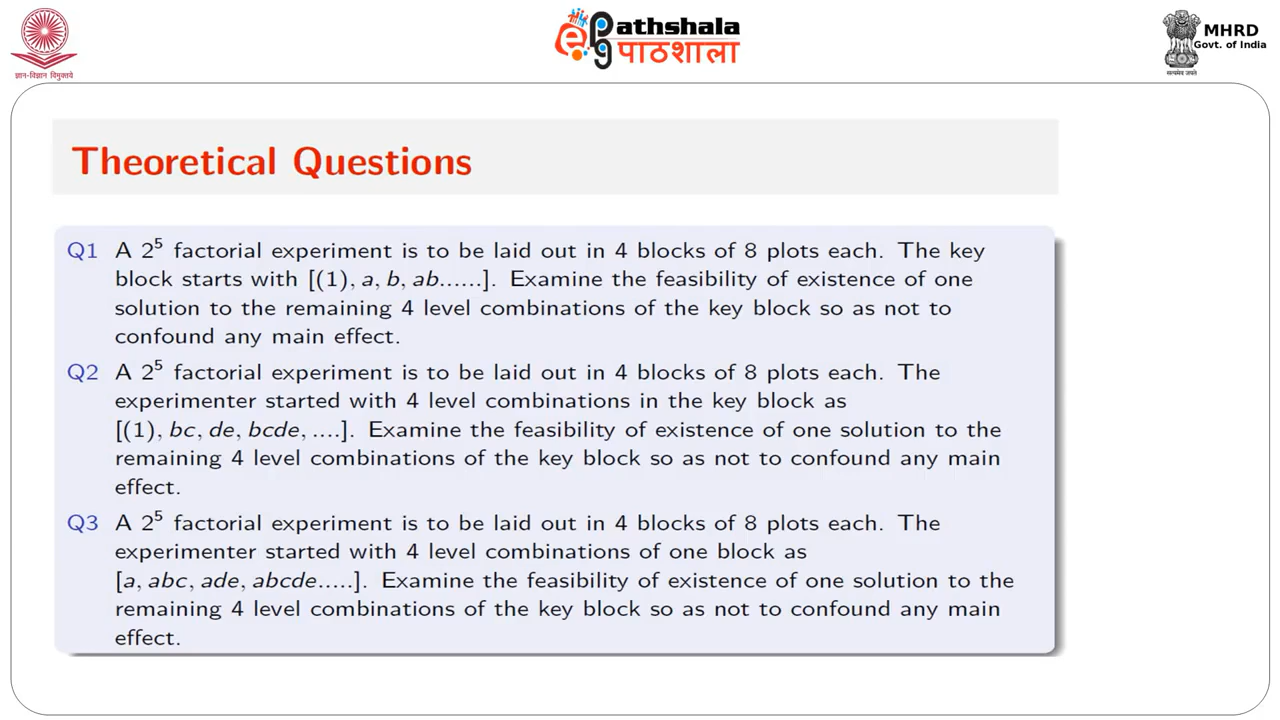 ज्ञान-विज्ञान विमुक्तये
ePathshala
पाठशाला
MHRD
Govt. of India
सत्यमेव जयते
Theoretical Questions
Q1 A 2⁵ factorial experiment is to be laid out in 4 blocks of 8 plots each. The key
block starts with [(1), a, b, ab......]. Examine the feasibility of existence of one
solution to the remaining 4 level combinations of the key block so as not to
confound any main effect.
Q2 A 2⁵ factorial experiment is to be laid out in 4 blocks of 8 plots each. The
experimenter started with 4 level combinations in the key block as
[(1), bc, de, bcde, ....]. Examine the feasibility of existence of one solution to the
remaining 4 level combinations of the key block so as not to confound any main
effect.
Q3 A 2⁵ factorial experiment is to be laid out in 4 blocks of 8 plots each. The
experimenter started with 4 level combinations of one block as
[a, abc, ade, abcde.....]. Examine the feasibility of existence of one solution to the
remaining 4 level combinations of the key block so as not to confound any main
effect.